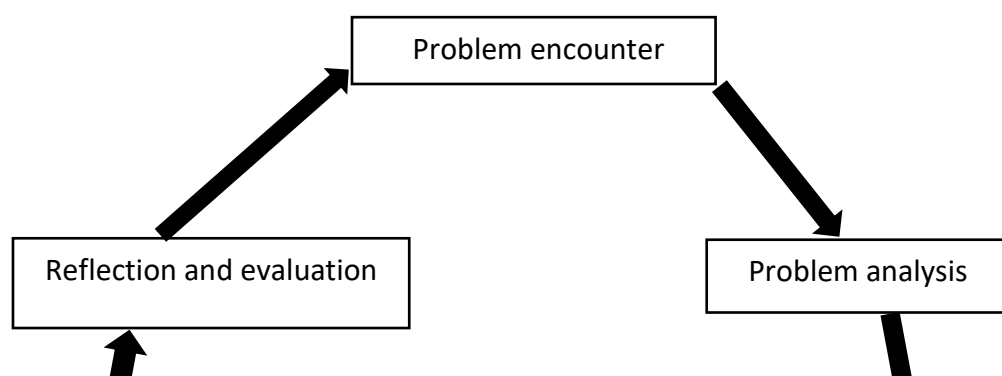 Problem encounter
Reflection and evaluation
Problem analysis